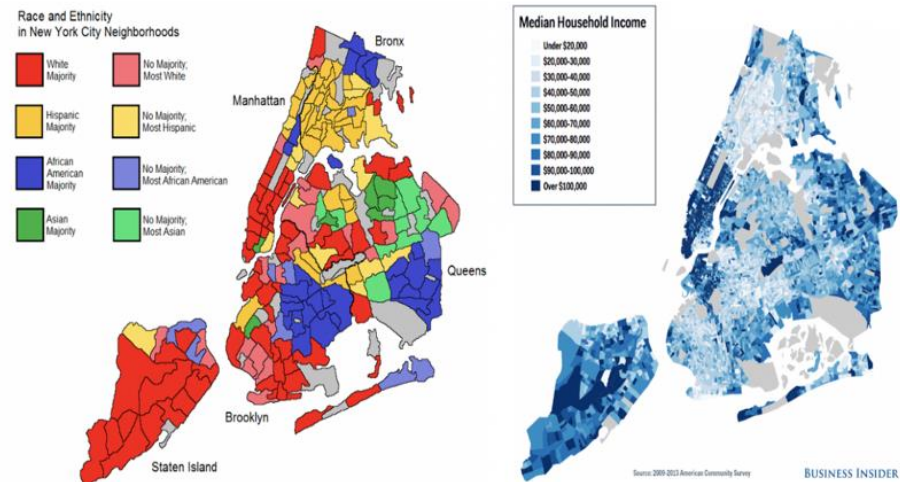 Race and Ethnicity
in New York City Neighborhoods
White
Majority
No Majority;
Most White
Hispanic
Majority
No Majority;
Most Hispanic
African
American
Majority
No Majority;
Most African American
Asian
Majority
No Majority;
Most Asian
Bronx
Manhattan
Queens
Brooklyn
Staten Island
Median Household Income
Under $20,000
$20,000-30,000
$30,000-40,000
$40,000-50,000
$50,000-60,000
$60,000-70,000
$70,000-80,000
$80,000-90,000
$90,000-100,000
Over $100,000
Source: 2009-2013 American Community Survey
BUSINESS INSIDER